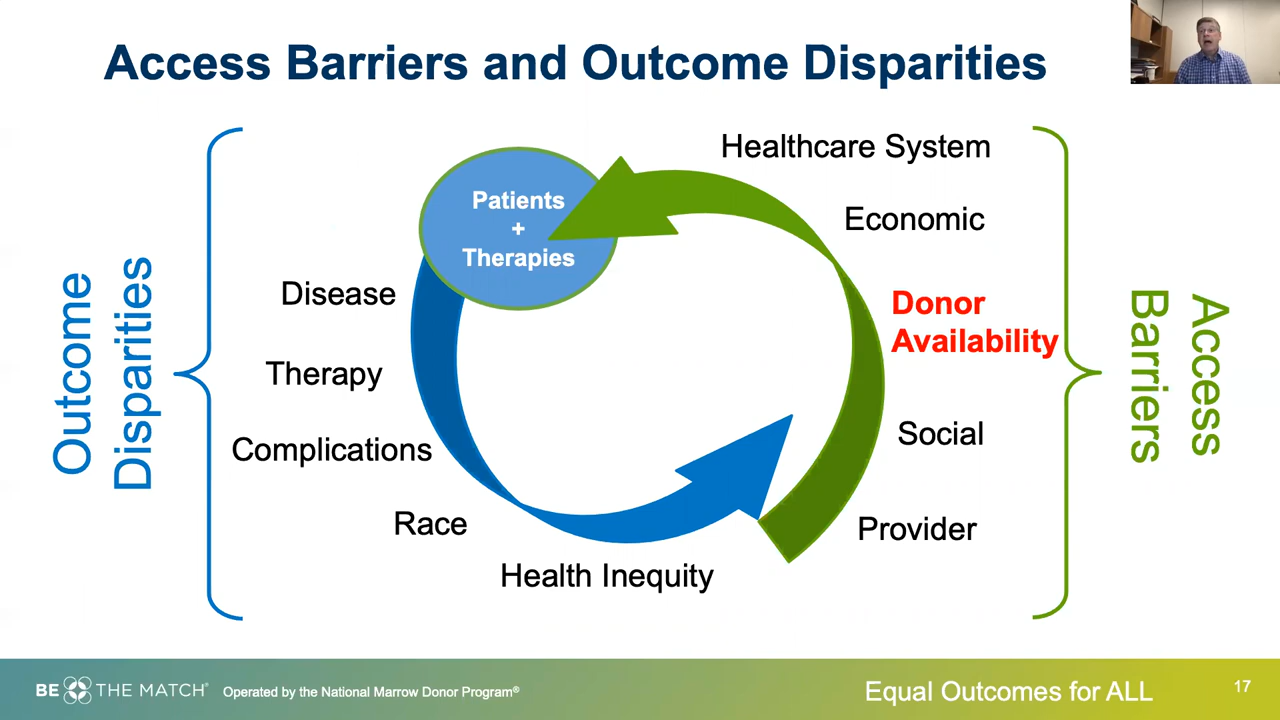 Access Barriers and Outcome Disparities
Outcome
Disparities
Patients
+
Therapies
Disease
Therapy
Complications
Race
Health Inequity
Healthcare System
Economic
Donor
Availability
Social
Provider
Access
Barriers
BE THE MATCH®
Operated by the National Marrow Donor Program®
Equal Outcomes for ALL
17